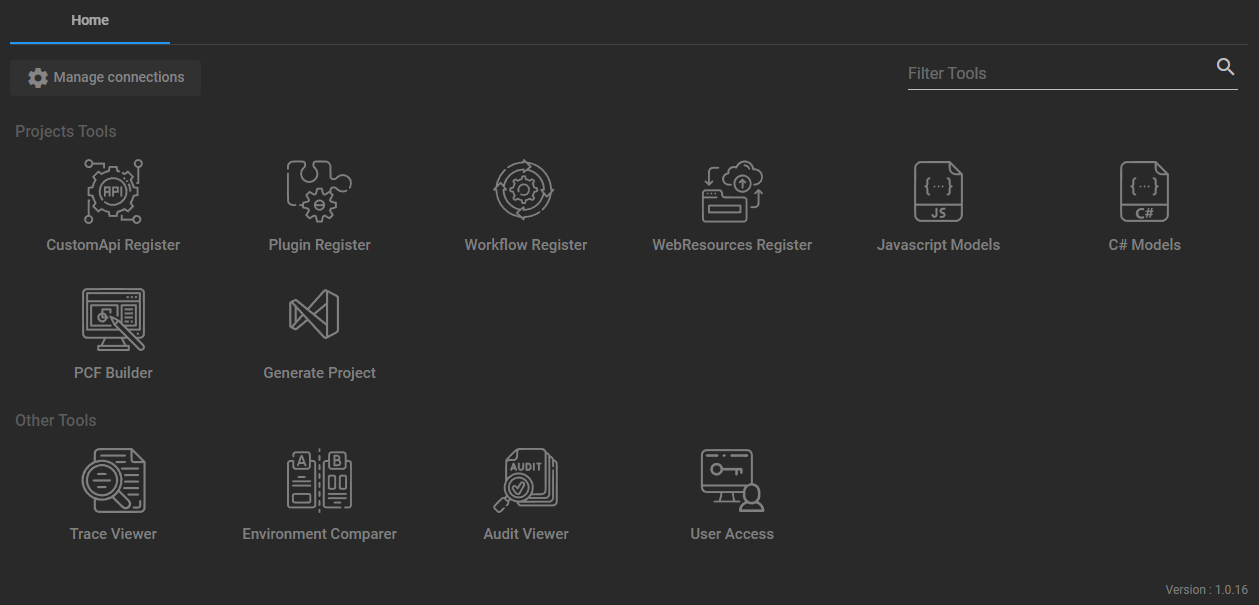 Home
Manage connections
Filter Tools
Projects Tools
API
JS
C#
CustomApi Register
Plugin Register
Workflow Register
WebResources Register
Javascript Models
C# Models
PCF Builder
Generate Project
Other Tools
A
B
AUDIT
Trace Viewer
Environment Comparer
Audit Viewer
User Access
Version : 1.0.16